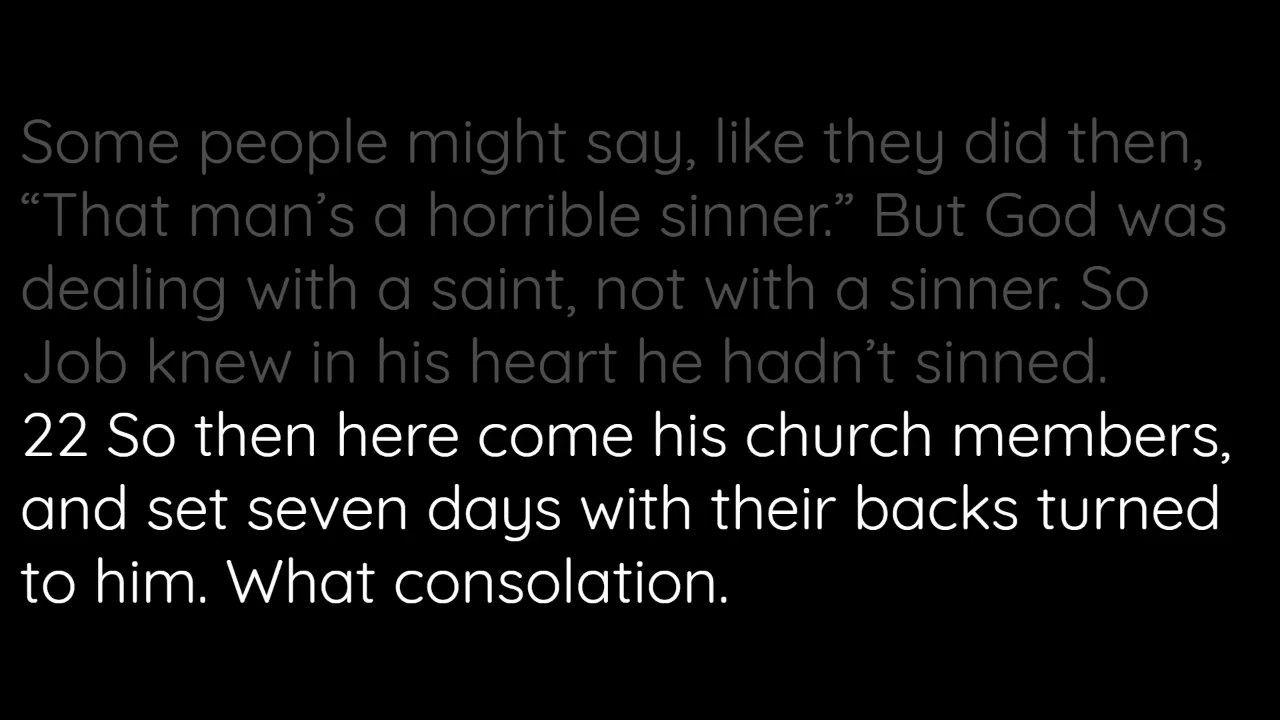 Some people might say, like they did then,
“That man’s a horrible sinner.” But God was
dealing with a saint, not with a sinner. So
Job knew in his heart he hadn’t sinned.
22 So then here come his church members,
and set seven days with their backs turned
to him. What consolation.